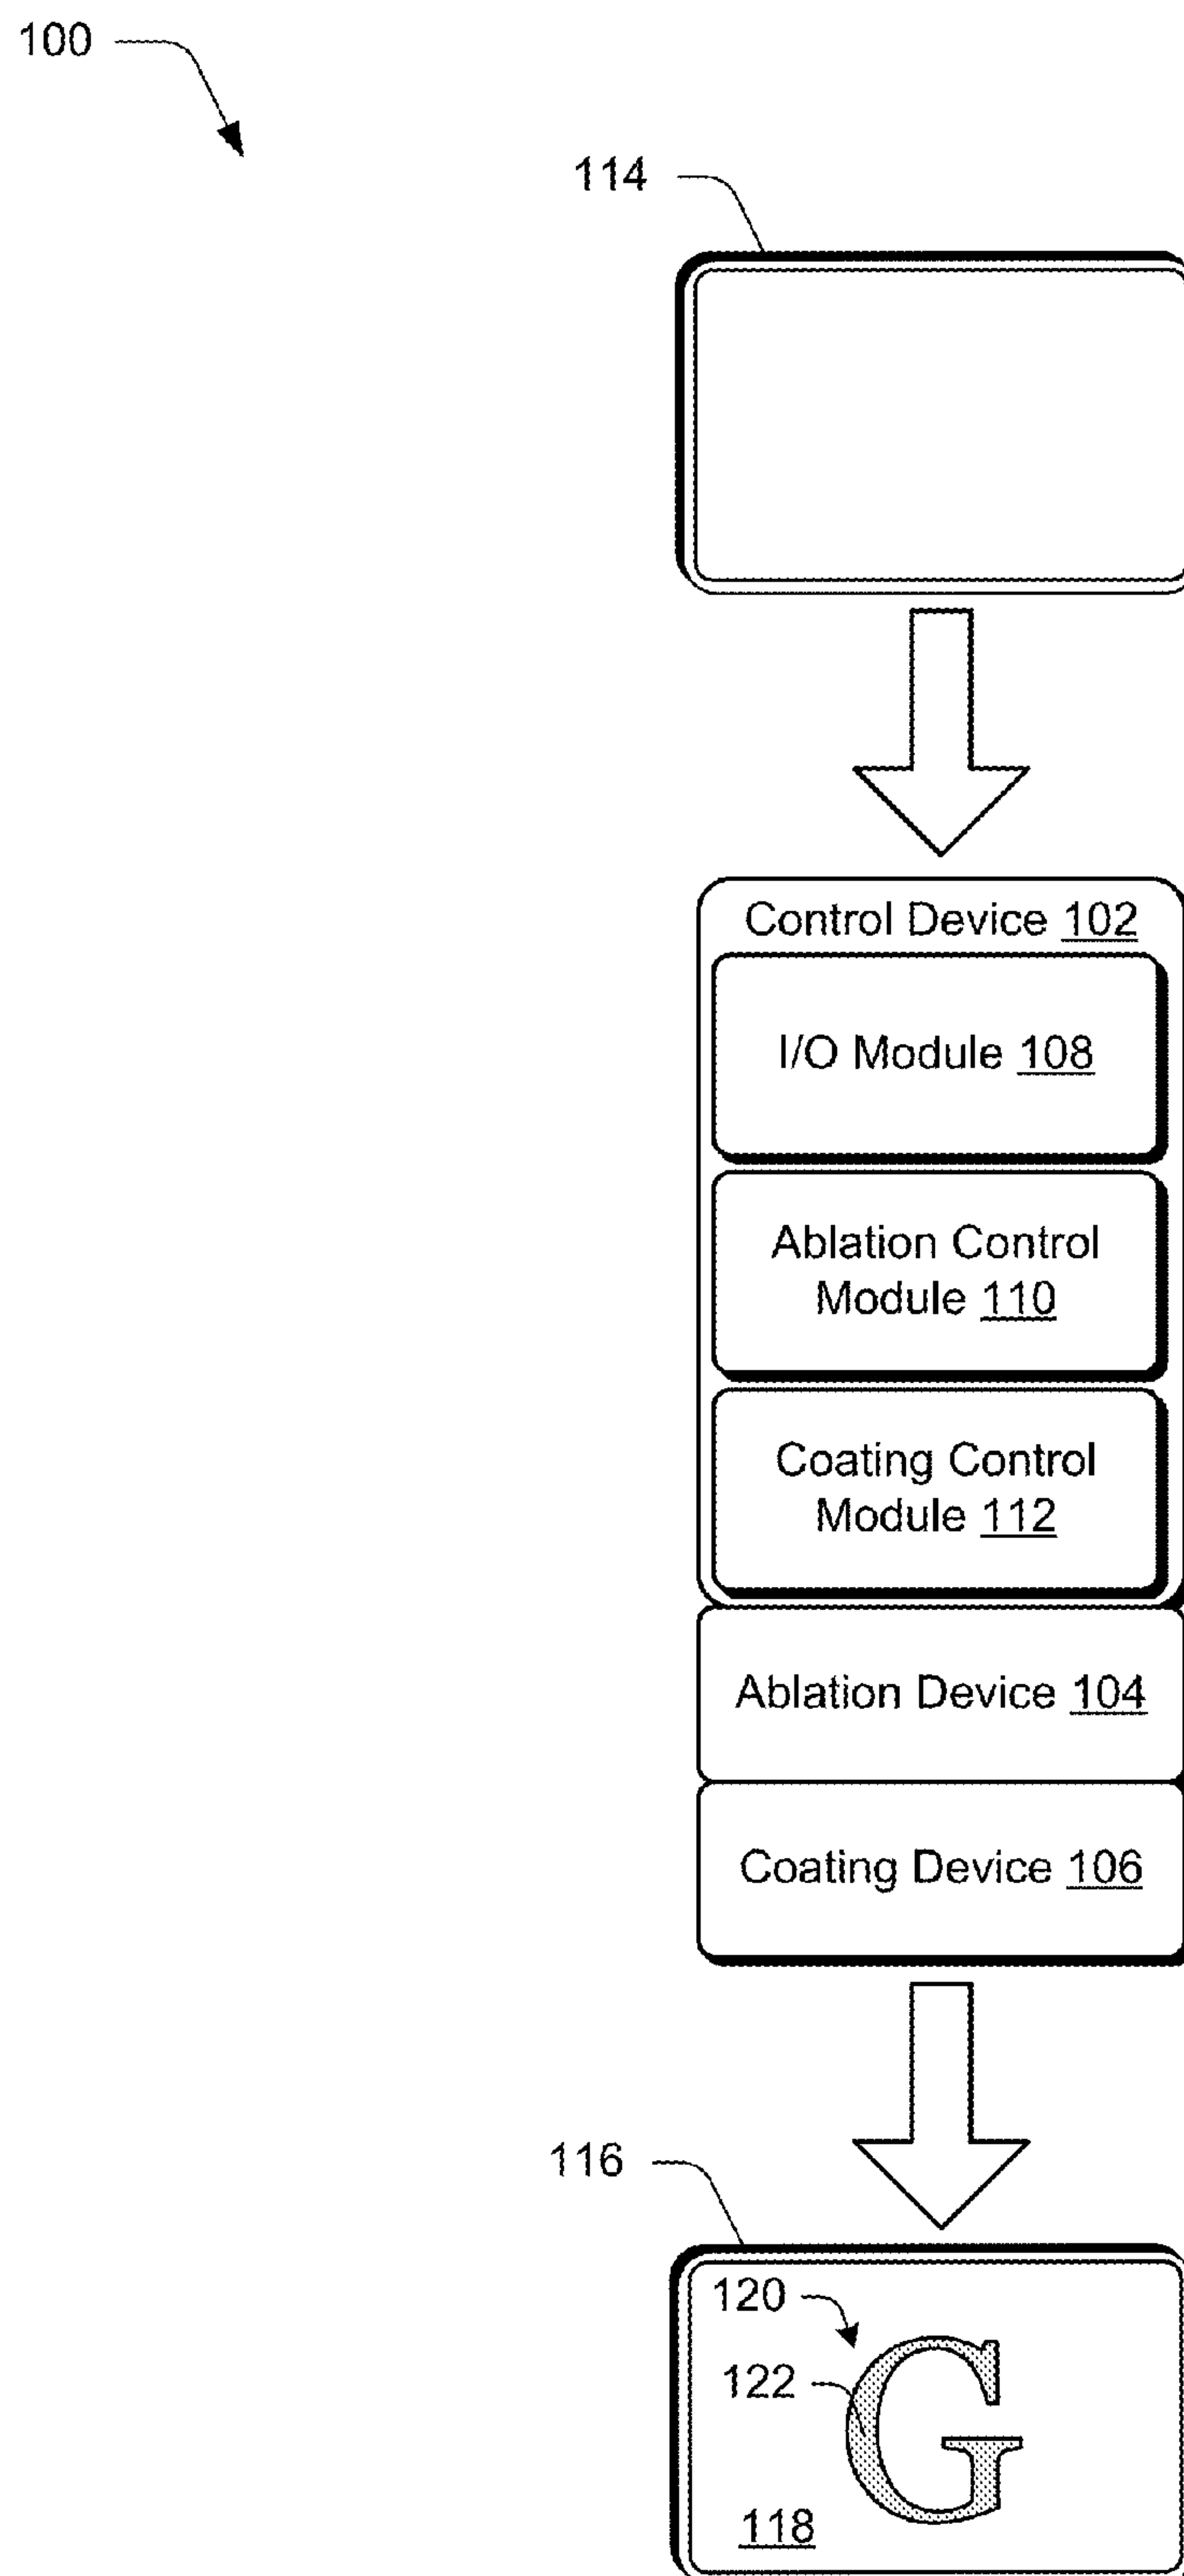 100
114
Control Device 102
I/O Module 108
Ablation Control
Module 110
Coating Control
Module 112
Ablation Device 104
Coating Device 106
116
120
122
G
118